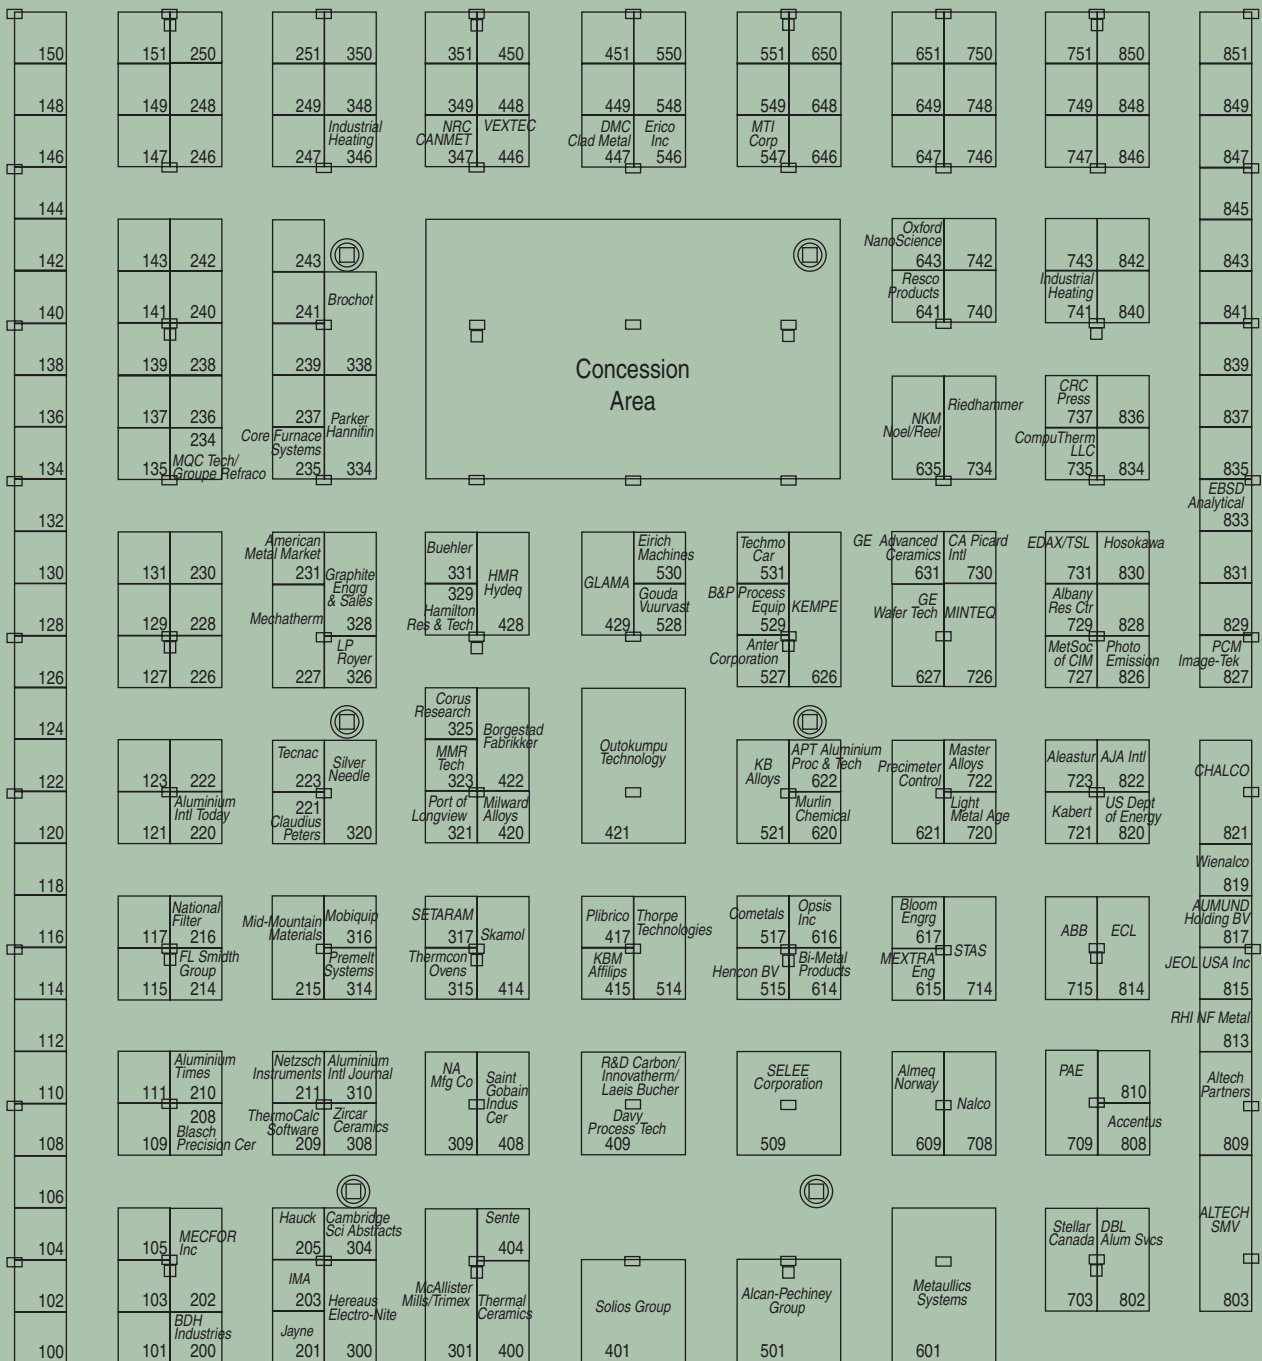 150 151 250 251 350 351 450 451 550 551 650 651 750 751 850 851
148 149 248 249 348 349 448 449 548 549 648 649 748 749 848 849
Industrial
Heating
NRC
CANMET
VEXTEC
DMC
Clad Metal
Erico
Inc
MTI
Corp
146 147 246 247 346 347 446 447 546 547 646 647 746 747 846 847
144 845
Oxford
NanoScience
142 143 242 243 643 742 743 842 843
Brochot
Resco
Products
Industrial
Heating
140 141 240 241 641 740 741 840 841
138 139 238 239 338 839
Concession
Area
CRC
Press
Riedhammer
136 137 236 237 737 836 837
Parker
Hannifin
NKM
Noel/Reel
234
Core Furnace
Systems
CompuTherm
LLC
MQC Tech/
Groupe Refraco
134 135 235 334 635 734 735 834 835
EBSD
Analytical
132 833
American
Metal Market
Buehler
Eirich
Machines
Techmo
Car
GE Advanced
Ceramics
CA Picard
Intl
EDAX/TSL
Hosokawa
130 131 230 231 331 530 531 631 730 731 830 831
Graphite
Engrg
& Sales
HMR
Hydeq
GLAMA
329
Hamilton
Res & Tech
Gouda
Vuurvast
B&P Process
Equip
KEMPE
GE
Wafer Tech
MINTEQ
Albany
Res Ctr
Mechatherm
128 129 228 328 428 429 528 529 729 828 829
LP
Royer
Anter
Corporation
MetSoc
of CIM
Photo
Emission
PCM
Image-Tek
126 127 226 227 326 527 626 627 726 727 826 827
Corus
Research
124 325
Borgestad
Fabrikker
Outokumpu
Technology
Tecnac
Silver
Needle
MMR
Tech
KB
Alloys
APT Aluminium
Proc & Tech
Precimeter
Control
Master
Alloys
Aleastur
AJA Intl
CHALCO
122 123 222 223 323 422 622 722 723 822
Aluminium
Intl Today
221
Claudius
Peters
Port of
Longview
Milward
Alloys
Murlin
Chemical
Light
Metal Age
Kabert
US Dept
of Energy
120 121 220 320 321 420 421 521 620 621 720 721 820 821
Wienalco
118 819
National
Filter
Mid-Mountain
Materials
Mobiquip
SETARAM
Skamol
Plibrico
Thorpe
Technologies
Cometals
Opsis
Inc
Bloom
Engrg
STAS
ABB
ECL
AUMUND
Holding BV
116 117 216 316 317 417 517 616 617 817
FL Smidth
Group
Premelt
Systems
Thermcon
Ovens
KBM
Affilips
Hencon BV
Bi-Metal
Products
MEXTRA
Eng
JEOL USA Inc
114 115 214 215 314 315 414 415 514 515 614 615 714 715 814 815
RHI NF Metal
112 813
Aluminium
Times
Netzsch
Instruments
Aluminium
Intl Journal
NA
Mfg Co
Saint
Gobain
Indus
Cer
R&D Carbon/
Innovatherm/
Laeis Bucher
SELEE
Corporation
Almeq
Norway
Nalco
PAE
Altech
Partners
110 111 210 211 310 810
208
Blasch
Precision Cer
ThermoCalc
Software
Zircar
Ceramics
Davy
Process Tech
Accentus
108 109 209 308 309 408 409 509 609 708 709 808 809
106
MECFOR
Inc
Hauck
Cambridge
Sci Abstracts
Sente
Stellar
Canada
DBL
Alum Svcs
ALTECH
SMV
104 105 205 304 404
IMA
Hereaus
Electro-Nite
McAllister
Mills/Trimex
Thermal
Ceramics
Solios Group
Alcan-Pechiney
Group
Metaullics
Systems
102 103 202 203 703 802 803
BDH
Industries
Jayne
100 101 200 201 300 301 400 401 501 601